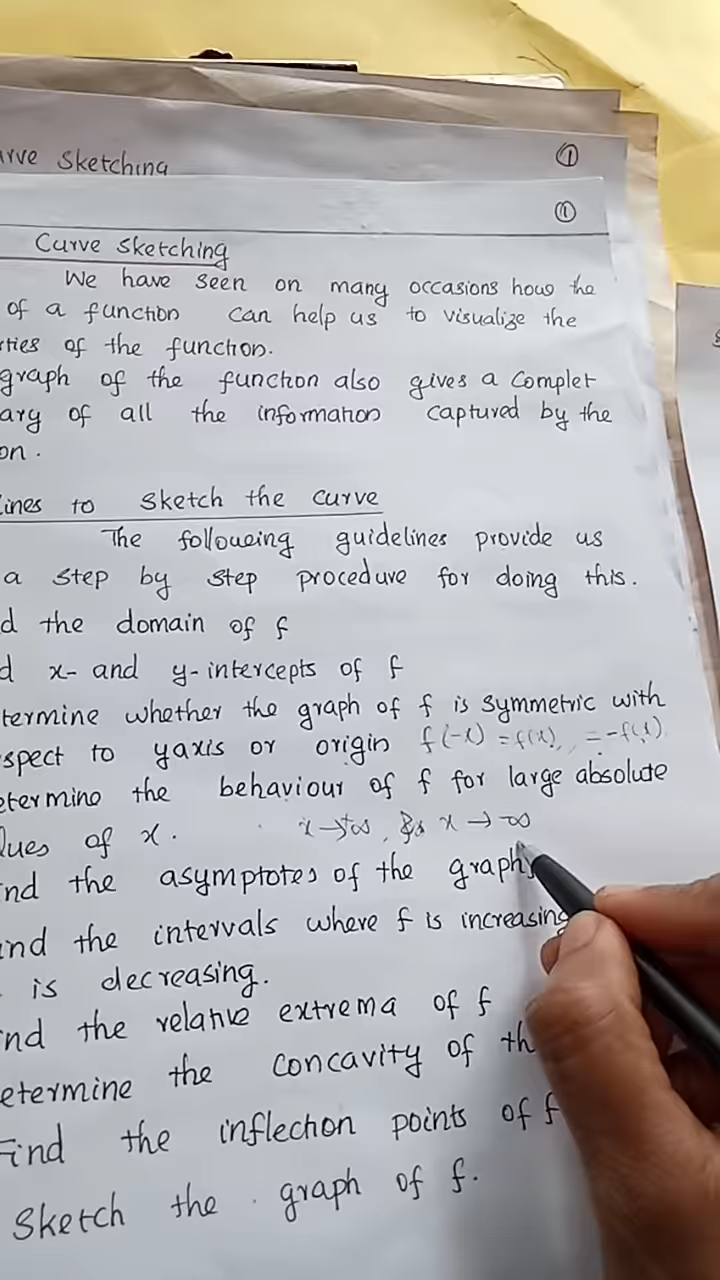 rve Sketching ①
①
Curve Sketching
We have seen on many occasions how the
of a function can help us to visualize the
rties of the function.
graph of the function also gives a Complet
ary of all the information captured by the
on.
lines to sketch the curve
The following guidelines provide us
a step by step procedure for doing this.
d the domain of f
d x- and y-intercepts of f
termine whether the graph of f is symmetric with
spect to yaxis or origin f(-x) = f(x), = -f(x)
etermine the behaviour of f for large absolute
lues of x. x→+∞, x→∞
nd the asymptotes of the graph
ind the intervals where f is increasing
is decreasing.
ind the relative extrema of f
etermine the concavity of th
Find the inflection points of f
Sketch the graph of f.